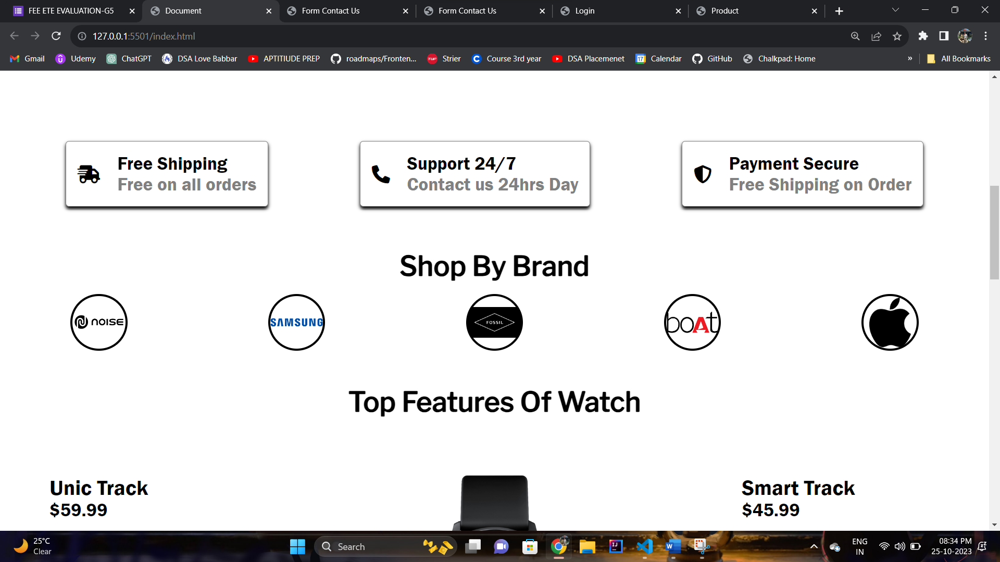 FEE ETE EVALUATION-G5
Document
Form Contact Us
Form Contact Us
Login
Product
127.0.0.1:5501/index.html
Gmail
Udemy
ChatGPT
DSA Love Babbar
APTITIUDE PREP
roadmaps/Fronten...
TUF
Strier
Course 3rd year
DSA Placemenet
17
Calendar
GitHub
Chalkpad: Home
»
All Bookmarks
Free Shipping
Free on all orders
Support 24/7
Contact us 24hrs Day
Payment Secure
Free Shipping on Order
Shop By Brand
NOISE
SAMSUNG
FOSSIL
boAt
Top Features Of Watch
Unic Track
$59.99
Smart Track
$45.99
25°C
Clear
Search
IJ
W
ENG
IN
08:34 PM
25-10-2023